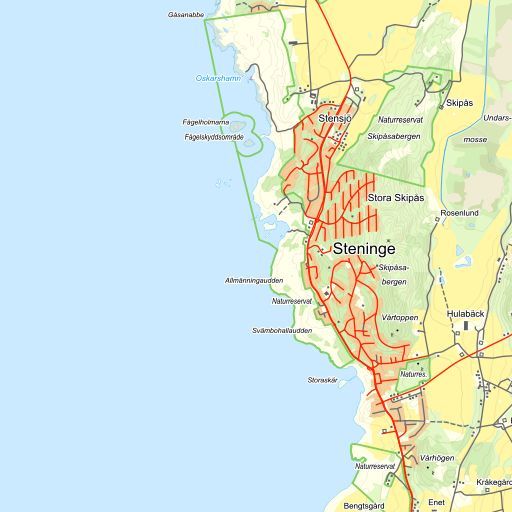 Gåsanabbe
Oskarshamn
Skipås
Fågelholmarna
Fågelskyddsområde
Stensjö
Naturreservat
Skipåsabergen
Undars-
mosse
Stora Skipås
Rosenlund
Steninge
Skipåsa-
bergen
Allmänningaudden
Naturreservat
Vårtoppen
Hulabäck
Svämbohallaudden
Storaskär
Naturres.
Vårhögen
Naturreservat
Kråkegård
Bengtsgård
Enet